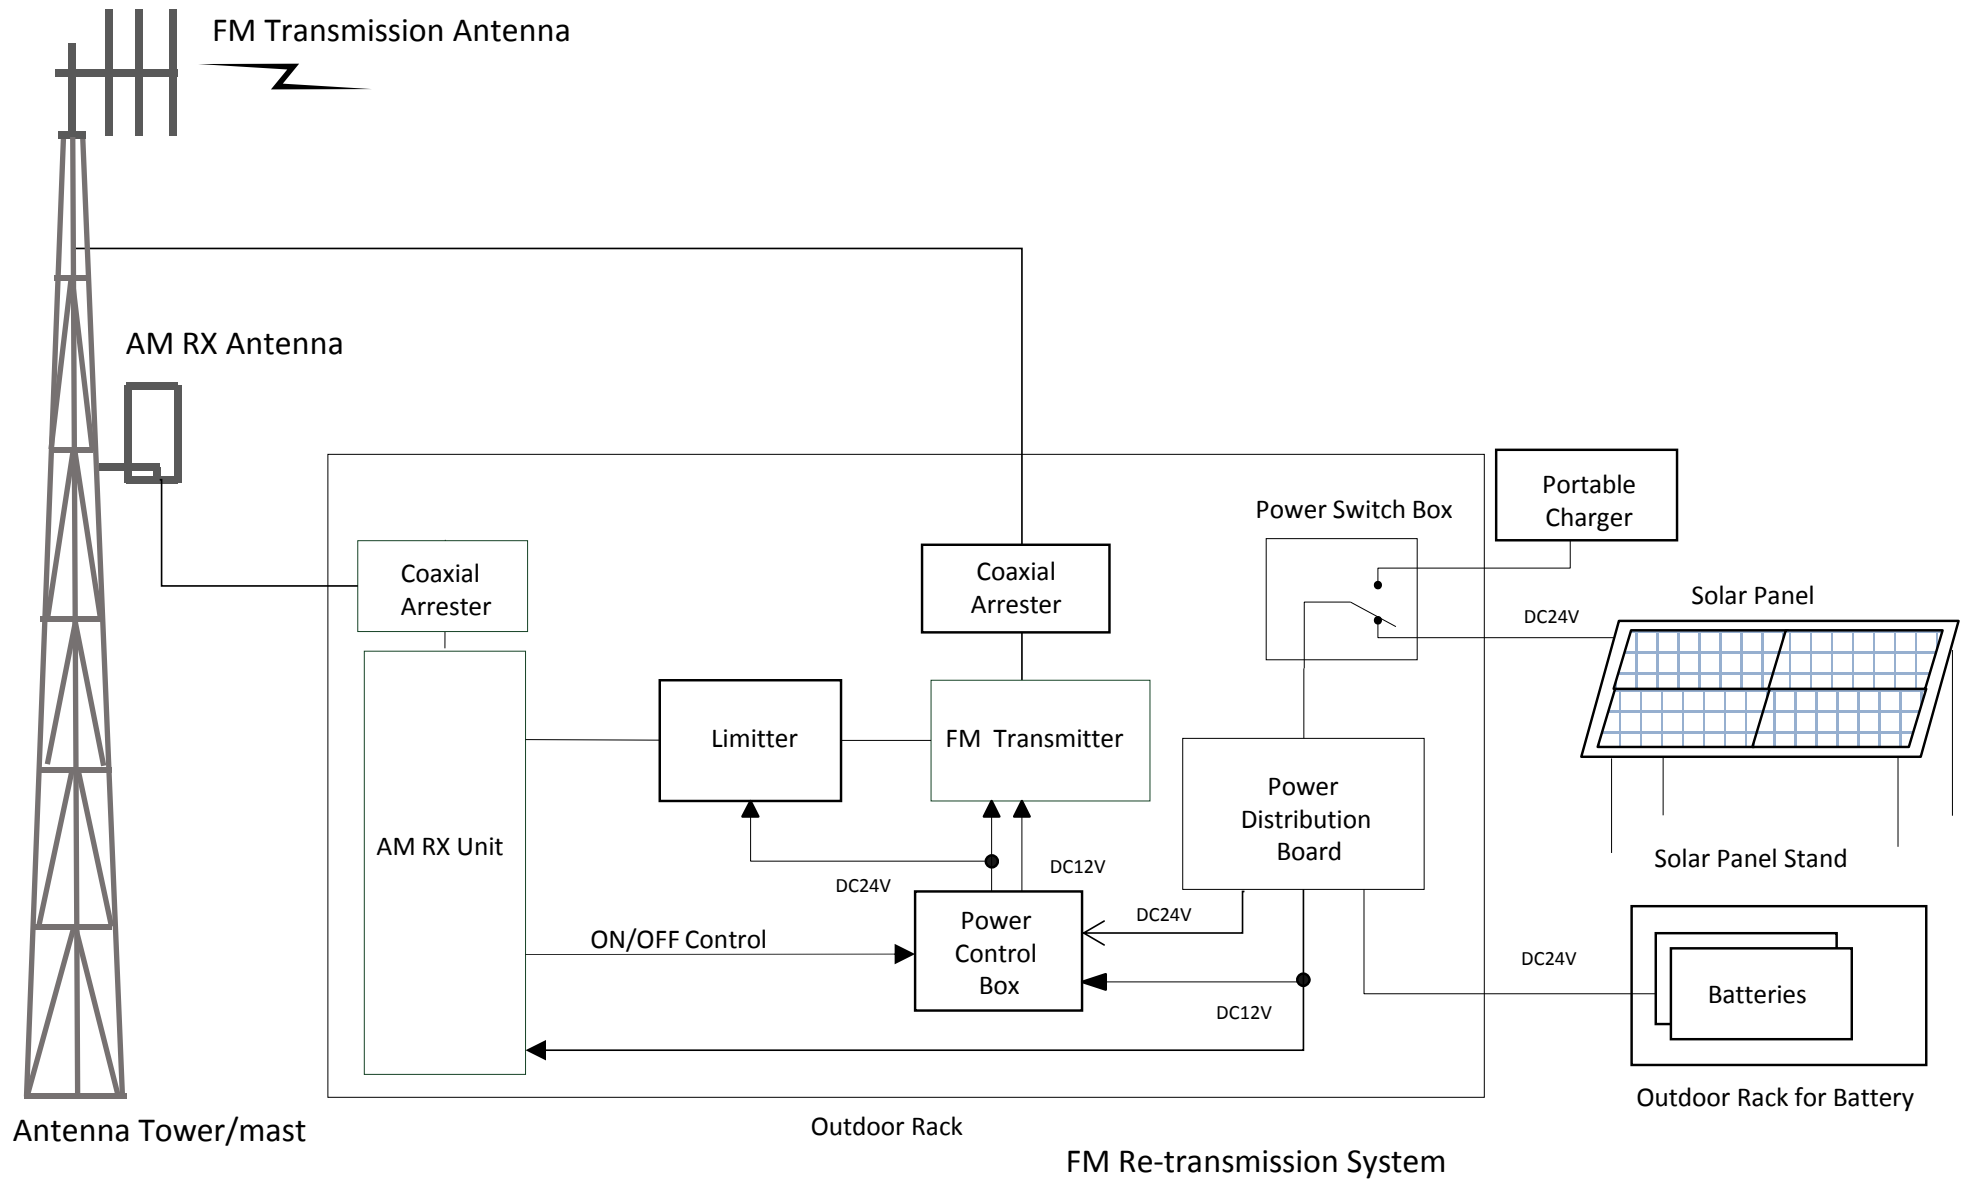 FM Transmission Antenna
AM RX Antenna
Portable
Charger
Power Switch Box
Coaxial
Arrester
Coaxial
Arrester
Solar Panel
DC24V
Limitter
FM  Transmitter
Power
Distribution
Board
AM RX Unit
DC12V
DC24V
Solar Panel Stand
Power
Control
Box
DC24V
ON/OFF Control
DC24V
Batteries
DC12V
Outdoor Rack for Battery
Antenna Tower/mast
Outdoor Rack
FM Re-transmission System